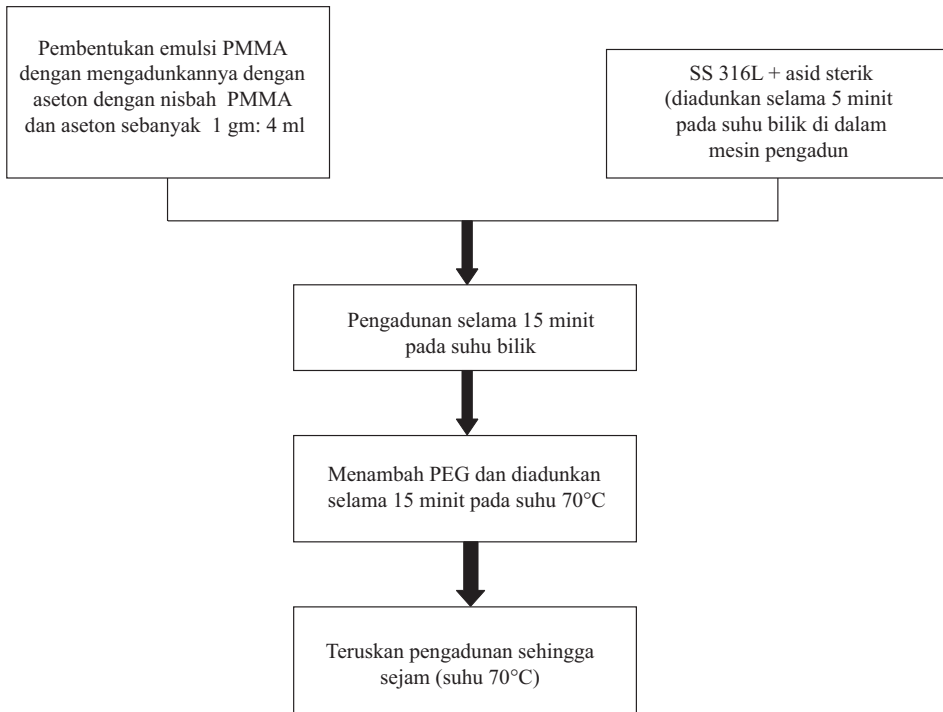 Pembentukan emulsi PMMA
dengan mengadunkannya dengan
aseton dengan nisbah PMMA
dan aseton sebanyak 1 gm: 4 ml
SS 316L + asid sterik
(diadunkan selama 5 minit
pada suhu bilik di dalam
mesin pengadun
Pengadunan selama 15 minit
pada suhu bilik
Menambah PEG dan diadunkan
selama 15 minit pada suhu 70°C
Teruskan pengadunan sehingga
sejam (suhu 70°C)